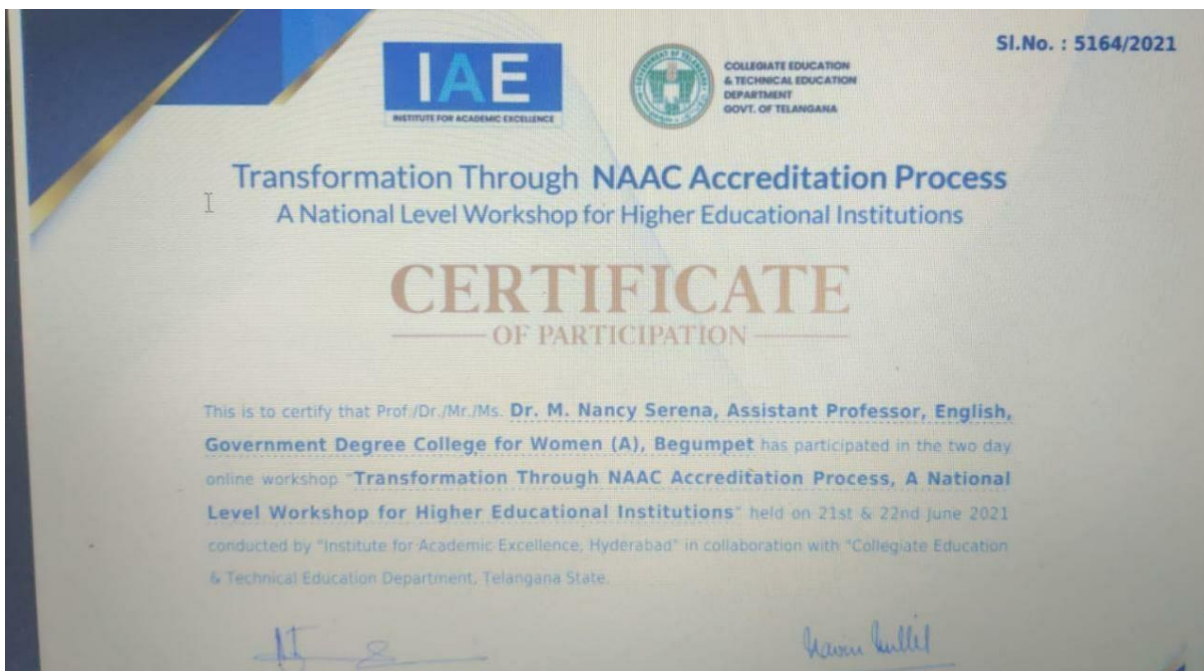 Sl.No. : 5164/2021
IAE
INSTITUTE FOR ACADEMIC EXCELLENCE
GOVERNMENT OF TELANGANA
COLLEGIATE EDUCATION
& TECHNICAL EDUCATION
DEPARTMENT
GOVT. OF TELANGANA
Transformation Through NAAC Accreditation Process
A National Level Workshop for Higher Educational Institutions
CERTIFICATE
OF PARTICIPATION
This is to certify that Prof./Dr./Mr./Ms. Dr. M. Nancy Serena, Assistant Professor, English,
Government Degree College for Women (A), Begumpet has participated in the two day
online workshop "Transformation Through NAAC Accreditation Process, A National
Level Workshop for Higher Educational Institutions" held on 21st & 22nd June 2021
conducted by "Institute for Academic Excellence, Hyderabad" in collaboration with "Collegiate Education
& Technical Education Department, Telangana State.